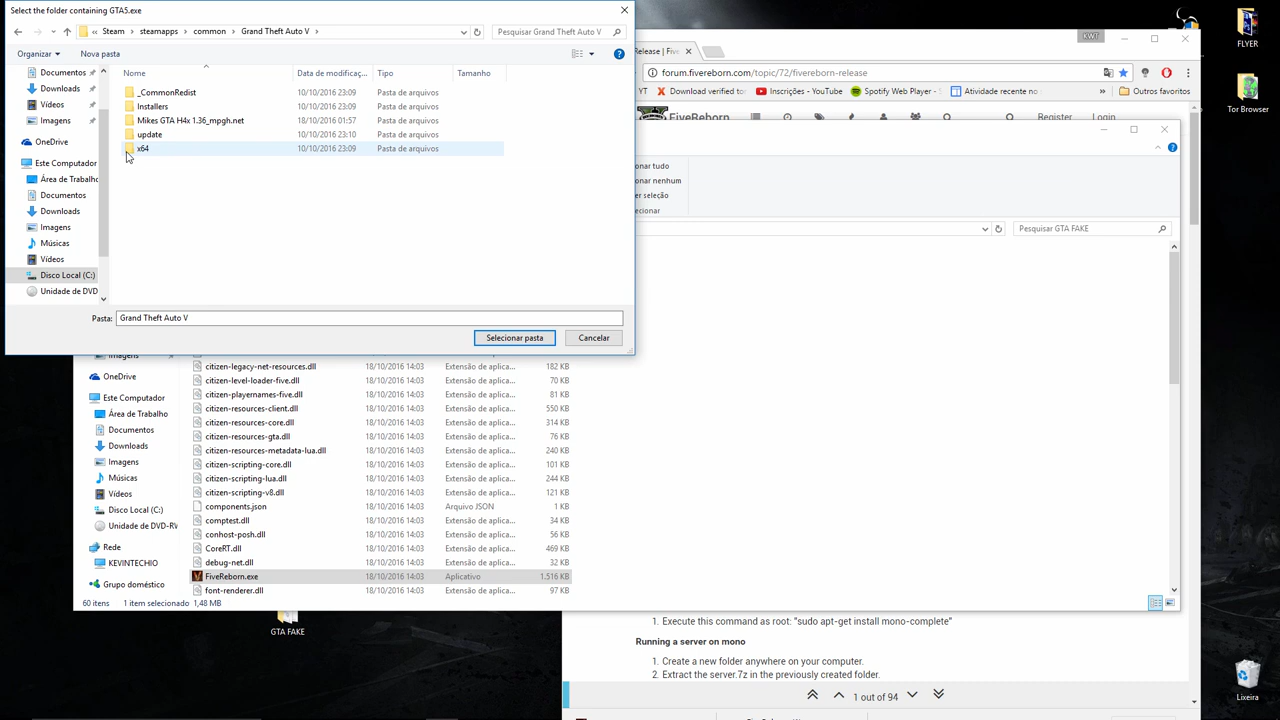 Select the folder containing GTA5.exe
« Steam > steamapps > common > Grand Theft Auto V >
Pesquisar Grand Theft Auto V
Organizar
Nova pasta
Documentos
Downloads
Vídeos
Imagens
OneDrive
Este Computador
Área de Trabalho
Documentos
Downloads
Imagens
Músicas
Vídeos
Disco Local (C:)
Unidade de DVD
Nome
Data de modificaç...
Tipo
Tamanho
_CommonRedist 10/10/2016 23:09 Pasta de arquivos
Installers 10/10/2016 23:09 Pasta de arquivos
Mikes GTA H4x 1.36_mpgh.net 18/10/2016 01:57 Pasta de arquivos
update 10/10/2016 23:10 Pasta de arquivos
x64 10/10/2016 23:09 Pasta de arquivos
Pasta: Grand Theft Auto V
Selecionar pasta
Cancelar
KWT
Release | Five
forum.fivereborn.com/topic/72/fivereborn-release
YT
Download verified to
Inscrições - YouTube
Spotify Web Player - S
Atividade recente no
»
Outros favoritos
FiveReborn
Register
Login
onar tudo
onar nenhum
er seleção
ecionar
Pesquisar GTA FAKE
Imagens
OneDrive
Este Computador
Área de Trabalho
Documentos
Downloads
Imagens
Músicas
Vídeos
Disco Local (C:)
Unidade de DVD-RW
Rede
KEVINTECHIO
Grupo doméstico
citizen-legacy-net-resources.dll 18/10/2016 14:03 Extensão de aplica... 182 KB
citizen-level-loader-five.dll 18/10/2016 14:03 Extensão de aplica... 70 KB
citizen-playernames-five.dll 18/10/2016 14:03 Extensão de aplica... 81 KB
citizen-resources-client.dll 18/10/2016 14:03 Extensão de aplica... 550 KB
citizen-resources-core.dll 18/10/2016 14:03 Extensão de aplica... 314 KB
citizen-resources-gta.dll 18/10/2016 14:03 Extensão de aplica... 76 KB
citizen-resources-metadata-lua.dll 18/10/2016 14:03 Extensão de aplica... 240 KB
citizen-scripting-core.dll 18/10/2016 14:03 Extensão de aplica... 101 KB
citizen-scripting-lua.dll 18/10/2016 14:03 Extensão de aplica... 244 KB
citizen-scripting-v8.dll 18/10/2016 14:03 Extensão de aplica... 121 KB
components.json 18/10/2016 14:03 Arquivo JSON 1 KB
comptest.dll 18/10/2016 14:03 Extensão de aplica... 34 KB
conhost-posh.dll 18/10/2016 14:03 Extensão de aplica... 56 KB
CoreRT.dll 18/10/2016 14:03 Extensão de aplica... 469 KB
debug-net.dll 18/10/2016 14:03 Extensão de aplica... 32 KB
FiveReborn.exe 18/10/2016 14:03 Aplicativo 1.516 KB
font-renderer.dll 18/10/2016 14:03 Extensão de aplica... 97 KB
60 itens 1 item selecionado 1,48 MB
GTA FAKE
1. Execute this command as root: "sudo apt-get install mono-complete"
Running a server on mono
1. Create a new folder anywhere on your computer.
2. Extract the server.7z in the previously created folder.
1 out of 94
FLYER
Tor Browser
Lixeira